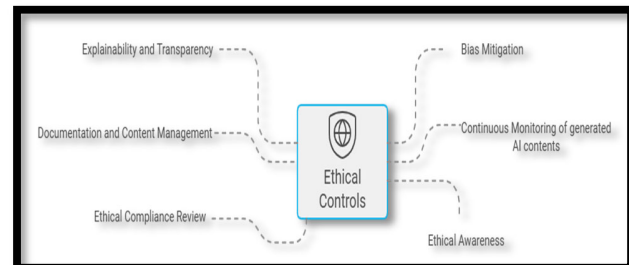 Explainability and Transparency
Bias Mitigation
Documentation and Content Management
Continuous Monitoring of generated
AI contents
Ethical
Controls
Ethical Compliance Review
Ethical Awareness